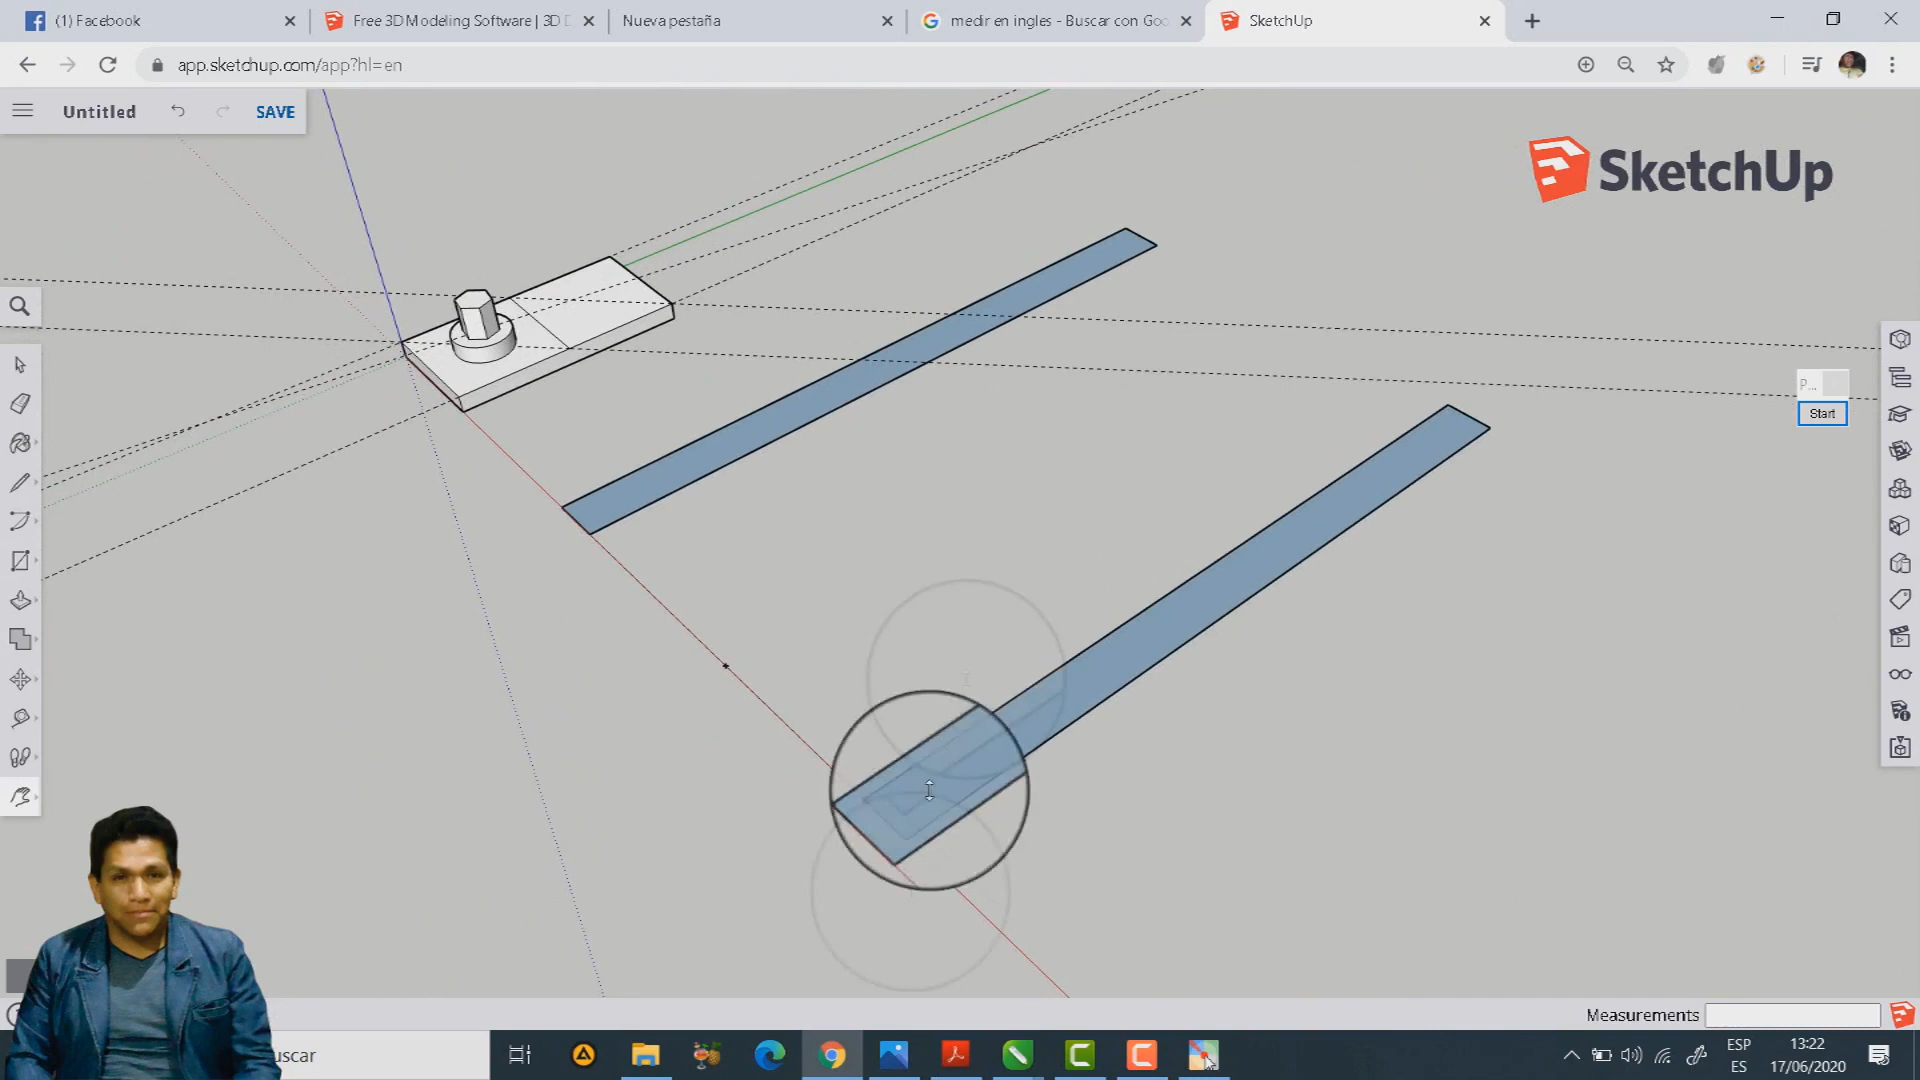 (1) Facebook
Free 3D Modeling Software | 3D D
Nueva pestaña
medir en ingles - Buscar con Goo
SketchUp
app.sketchup.com/app?hl=en
Untitled
SAVE
SketchUp
P...
Start
Measurements
uscar
ESP
ES
13:22
17/06/2020